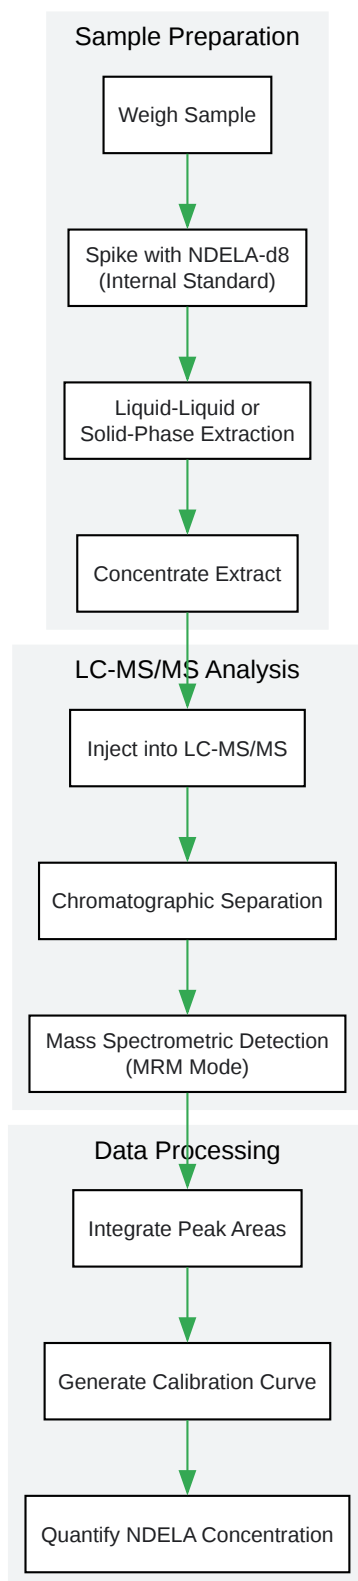 Sample Preparation
Weigh Sample
Spike with NDELA-d8
(Internal Standard)
Liquid-Liquid or
Solid-Phase Extraction
Concentrate Extract
LC-MS/MS Analysis
Inject into LC-MS/MS
Chromatographic Separation
Mass Spectrometric Detection
(MRM Mode)
Data Processing
Integrate Peak Areas
Generate Calibration Curve
Quantify NDELA Concentration